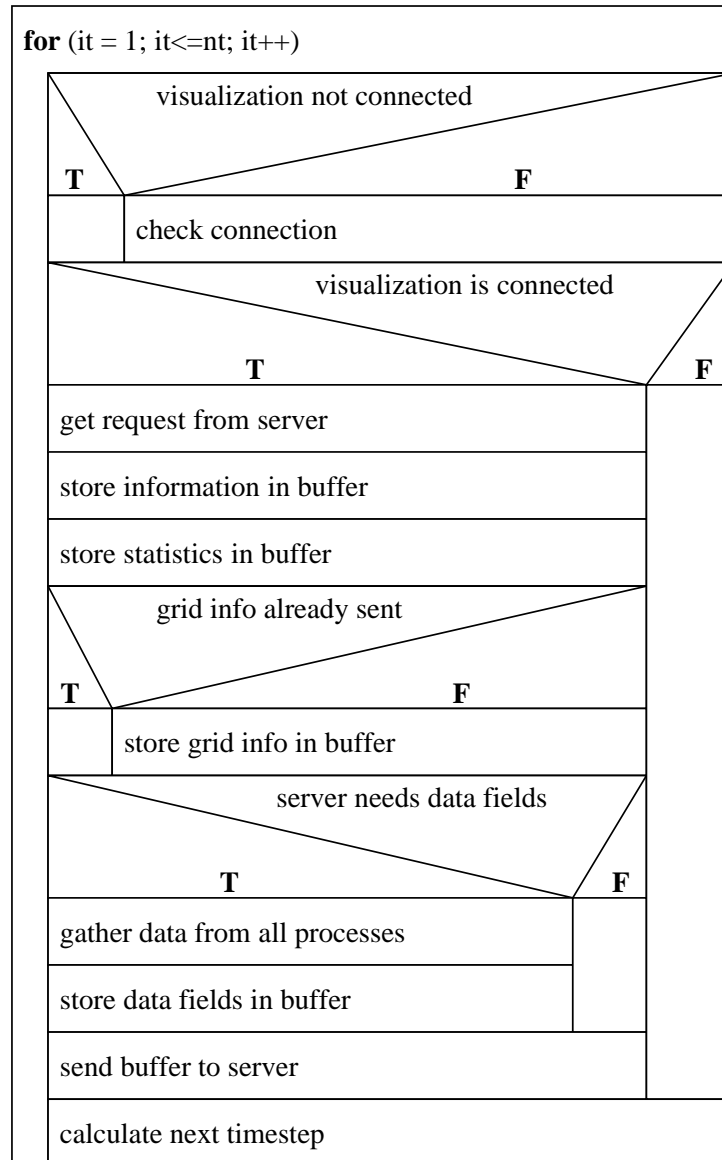 for (it = 1; it<=nt; it++)
visualization not connected
T F
check connection
visualization is connected
T F
get request from server
store information in buffer
store statistics in buffer
grid info already sent
T F
store grid info in buffer
server needs data fields
T F
gather data from all processes
store data fields in buffer
send buffer to server
calculate next timestep